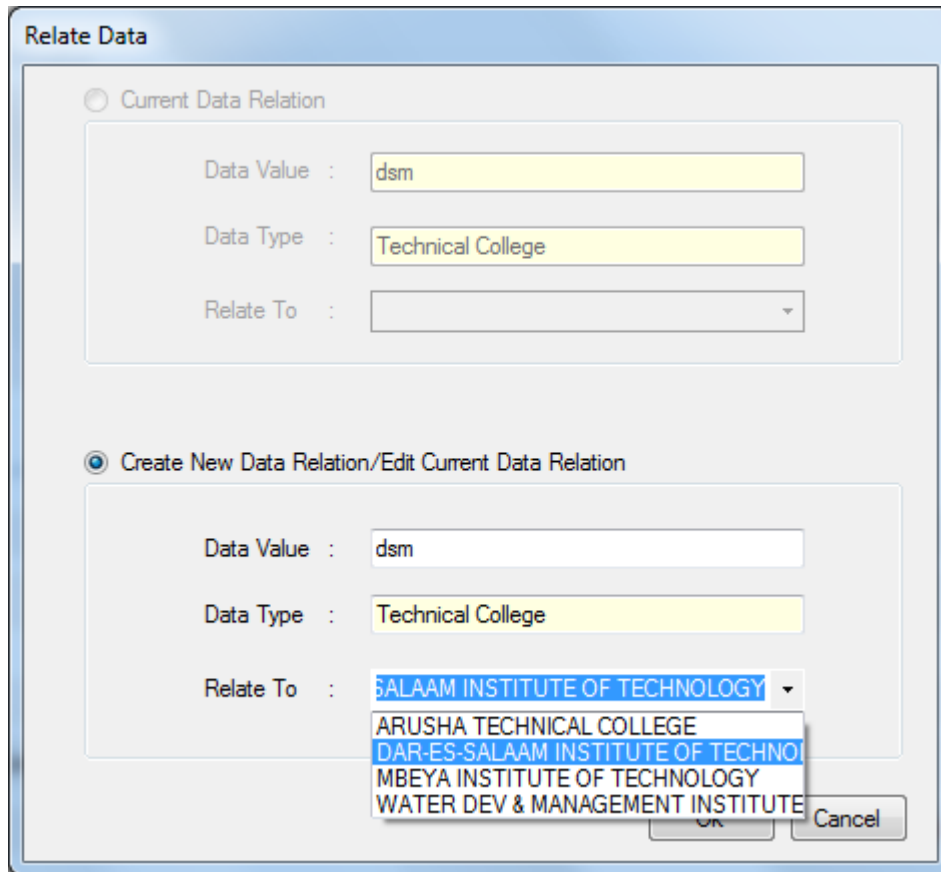 Relate Data
Current Data Relation
Data Value : dsm
Data Type : Technical College
Relate To :
Create New Data Relation/Edit Current Data Relation
Data Value : dsm
Data Type : Technical College
Relate To : SALAAM INSTITUTE OF TECHNOLOGY
ARUSHA TECHNICAL COLLEGE
DAR-ES-SALAAM INSTITUTE OF TECHNOL
MBEYA INSTITUTE OF TECHNOLOGY
WATER DEV & MANAGEMENT INSTITUTE
Cancel